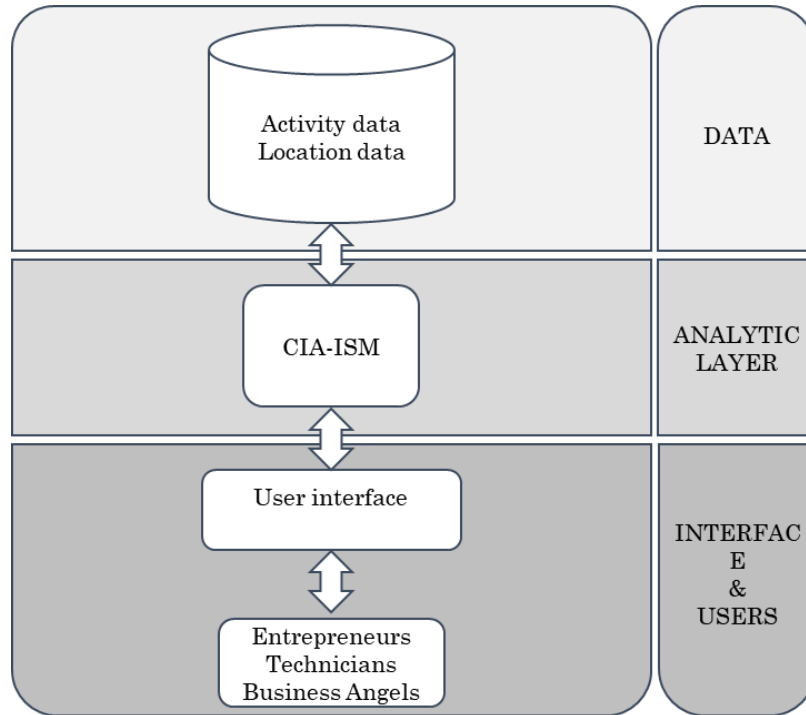 Activity data
Location data
DATA
CIA-ISM
ANALYTIC
LAYER
User interface
INTERFAC
E
&
USERS
Entrepreneurs
Technicians
Business Angels